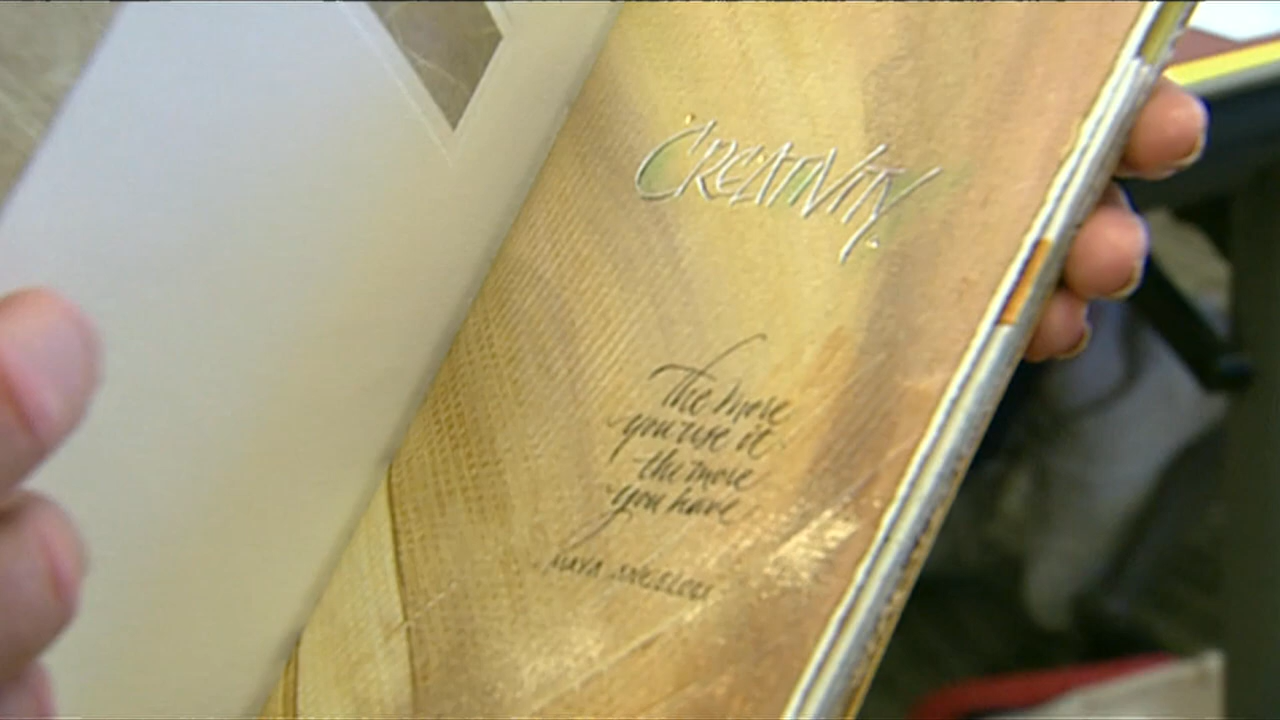 CREATIVITY
The more
you use it
the more
you have
MAYA ANGELOU